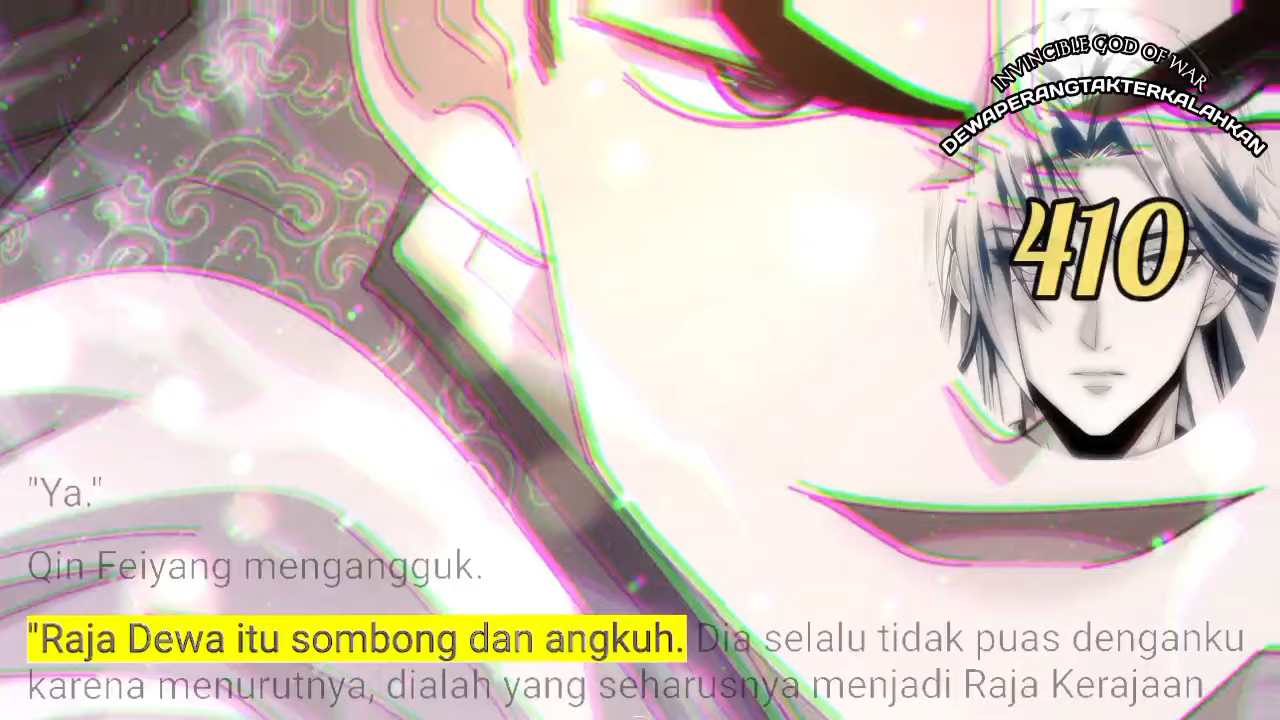 INVINCIBLE GOD OF WAR
DEWAPERANGTAKTERKALAHKAN
410
"Ya."
Qin Feiyang mengangguk.
"Raja Dewa itu sombong dan angkuh. Dia selalu tidak puas denganku
karena menurutnya, dialah yang seharusnya menjadi Raja Kerajaan